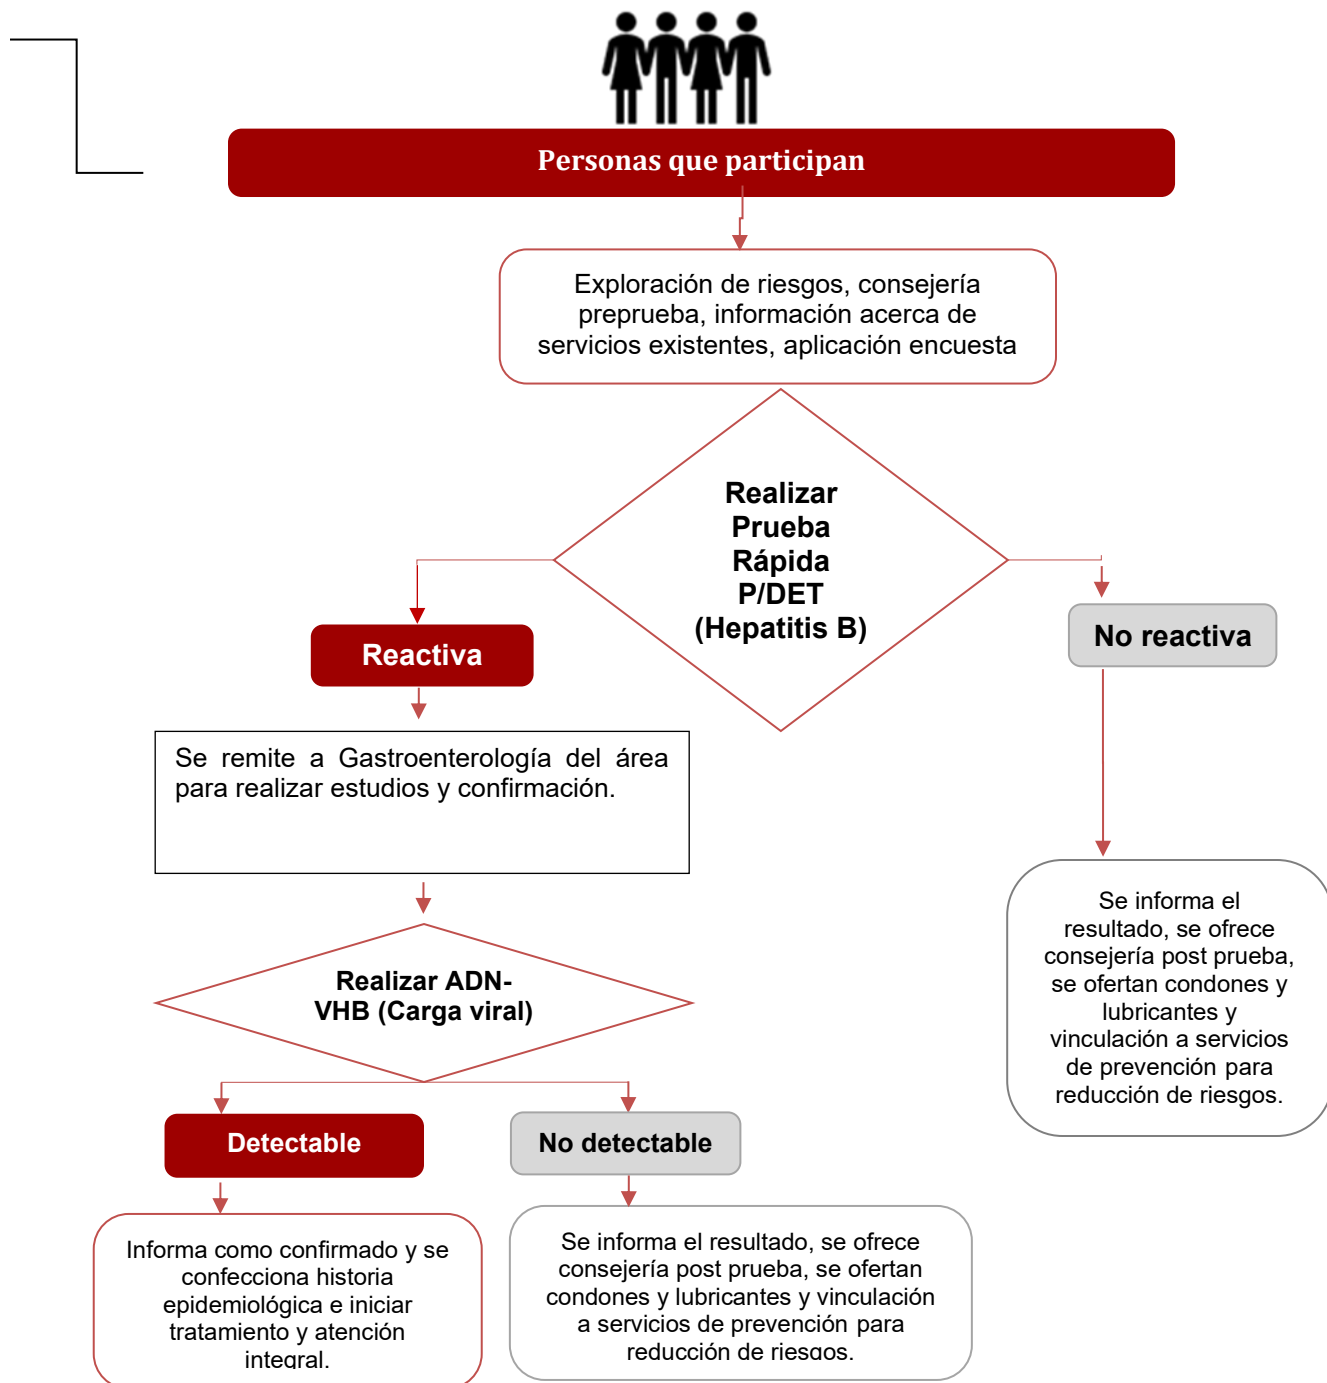 Personas que participan
Exploración de riesgos, consejería
preprueba, información acerca de
servicios existentes, aplicación encuesta
Realizar
Prueba
Rápida
P/DET
(Hepatitis B)
Reactiva
No reactiva
Se remite a Gastroenterología del área
para realizar estudios y confirmación.
Se informa el
resultado, se ofrece
consejería post prueba,
se ofertan condones y
lubricantes y
vinculación a servicios
de prevención para
reducción de riesgos.
Realizar ADN-
VHB (Carga viral)
Detectable
No detectable
Informa como confirmado y se
confecciona historia
epidemiológica e iniciar
tratamiento y atención
integral.
Se informa el resultado, se ofrece
consejería post prueba, se ofertan
condones y lubricantes y vinculación
a servicios de prevención para
reducción de riesgos.